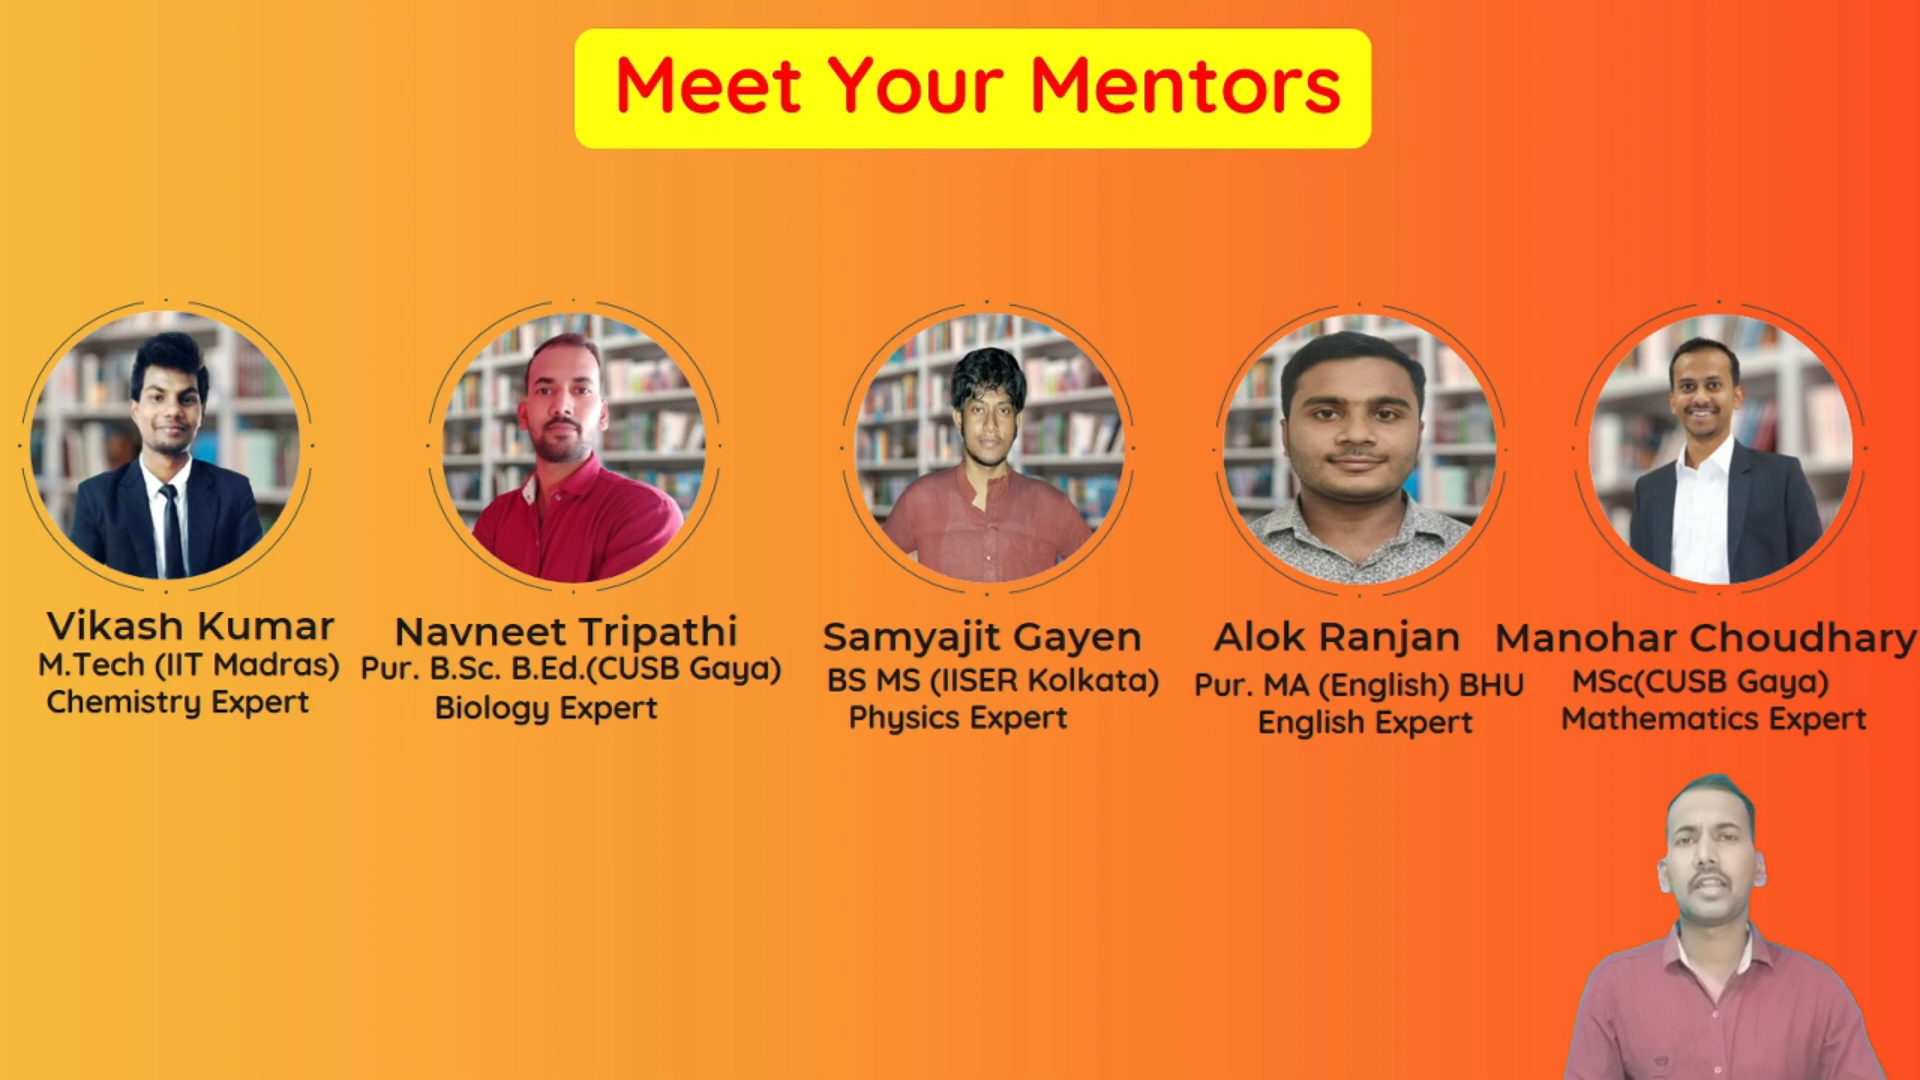 Meet Your Mentors
Vikash Kumar
M.Tech (IIT Madras)
Chemistry Expert
Navneet Tripathi
Pur. B.Sc. B.Ed.(CUSB Gaya)
Biology Expert
Samyajit Gayen
BS MS (IISER Kolkata)
Physics Expert
Alok Ranjan
Pur. MA (English) BHU
English Expert
Manohar Choudhary
MSc(CUSB Gaya)
Mathematics Expert